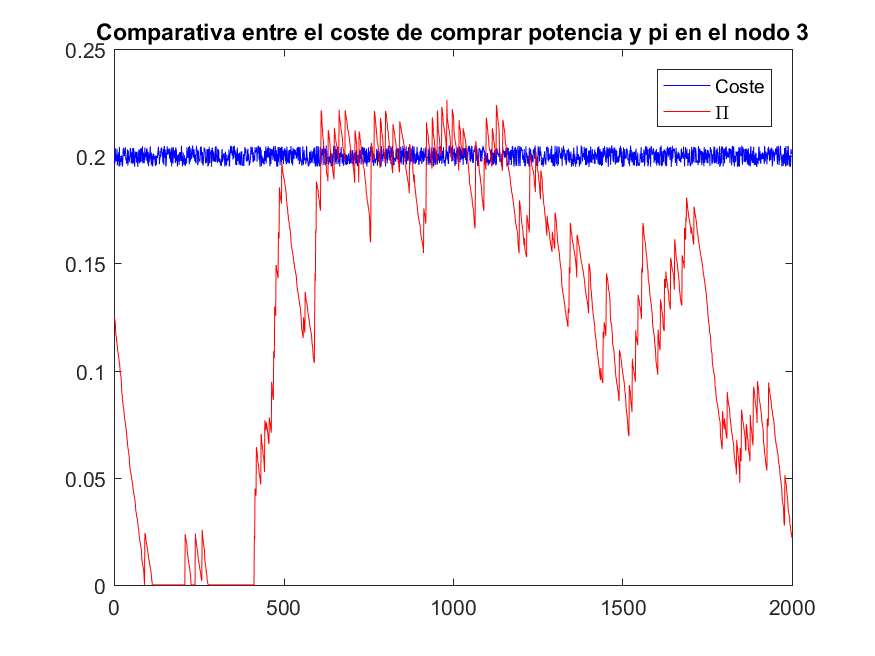 Comparativa entre el coste de comprar potencia y pi en el nodo 3
0.25
0.2
0.15
0.1
0.05
0
0 500 1000 1500 2000
Coste
Π